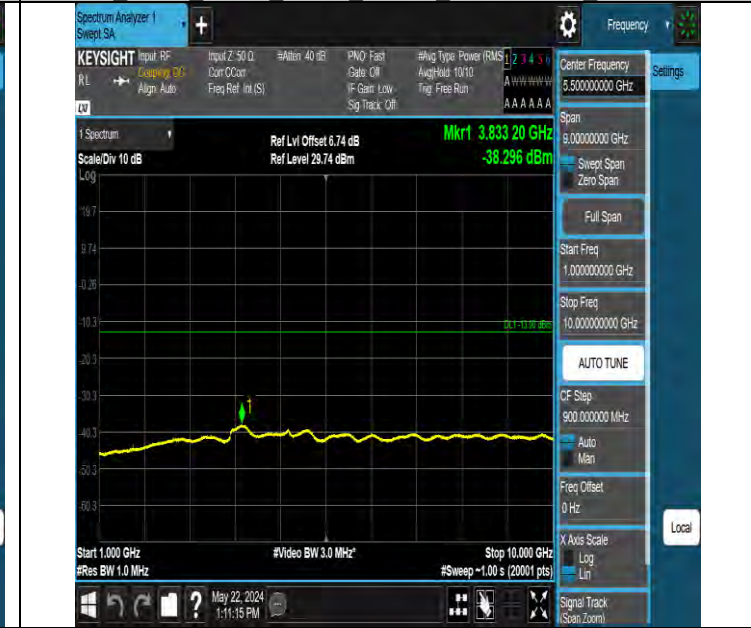 Spectrum Analyzer 1
Swept SA
+
Frequency
KEYSIGHT
RL
Input: RF
Coupling: DC
Align: Auto
Input Z: 50 Ω
Corr CCorr
Freq Ref: Int (S)
#Atten: 40 dB
PNO: Fast
Gate: Off
IF Gain: Low
Sig Track: Off
#Avg Type: Power (RMS
Avg|Hold: 10/10
Trig: Free Run
1 2 3 4 5 6
A W W W W W
A A A A A A
1 Spectrum
Scale/Div 10 dB
Log
Ref Lvl Offset 6.74 dB
Ref Level 29.74 dBm
Mkr1 3.833 20 GHz
-38.296 dBm
19.7
9.74
-0.26
-10.3
DL1 -13.00 dBm
-20.3
-30.3
1
-40.3
-50.3
-60.3
Start 1.000 GHz
#Res BW 1.0 MHz
#Video BW 3.0 MHz*
Stop 10.000 GHz
#Sweep ~1.00 s (20001 pts)
?
May 22, 2024
1:11:15 PM
Center Frequency
5.500000000 GHz
Settings
Span
9.00000000 GHz
Swept Span
Zero Span
Full Span
Start Freq
1.000000000 GHz
Stop Freq
10.000000000 GHz
AUTO TUNE
CF Step
900.000000 MHz
Auto
Man
Freq Offset
0 Hz
X Axis Scale
Log
Lin
Local
Signal Track
(Span Zoom)